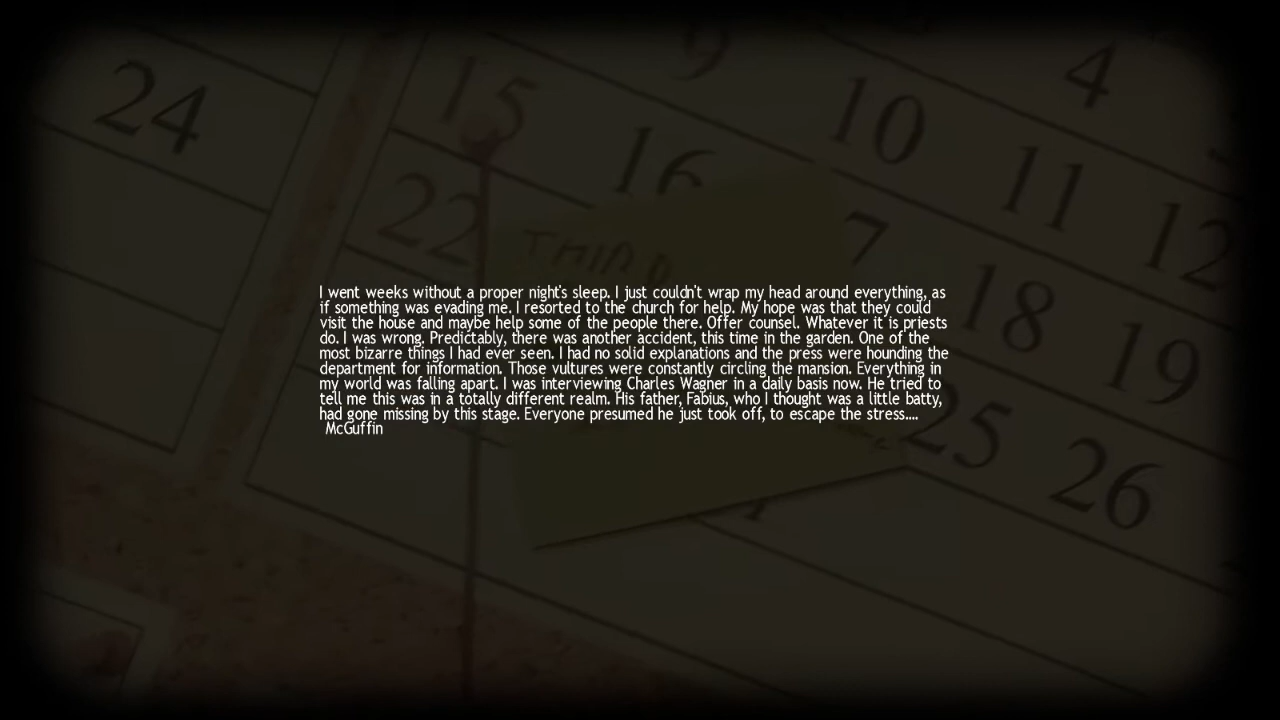 24
15
9
4
16
10
11
12
22
THIN
7
18
19
25
26
I went weeks without a proper night's sleep. I just couldn't wrap my head around everything, as
if something was evading me. I resorted to the church for help. My hope was that they could
visit the house and maybe help some of the people there. Offer counsel. Whatever it is priests
do. I was wrong. Predictably, there was another accident, this time in the garden. One of the
most bizarre things I had ever seen. I had no solid explanations and the press were hounding the
department for information. Those vultures were constantly circling the mansion. Everything in
my world was falling apart. I was interviewing Charles Wagner in a daily basis now. He tried to
tell me this was in a totally different realm. His father, Fabius, who I thought was a little batty,
had gone missing by this stage. Everyone presumed he just took off, to escape the stress....
McGuffin